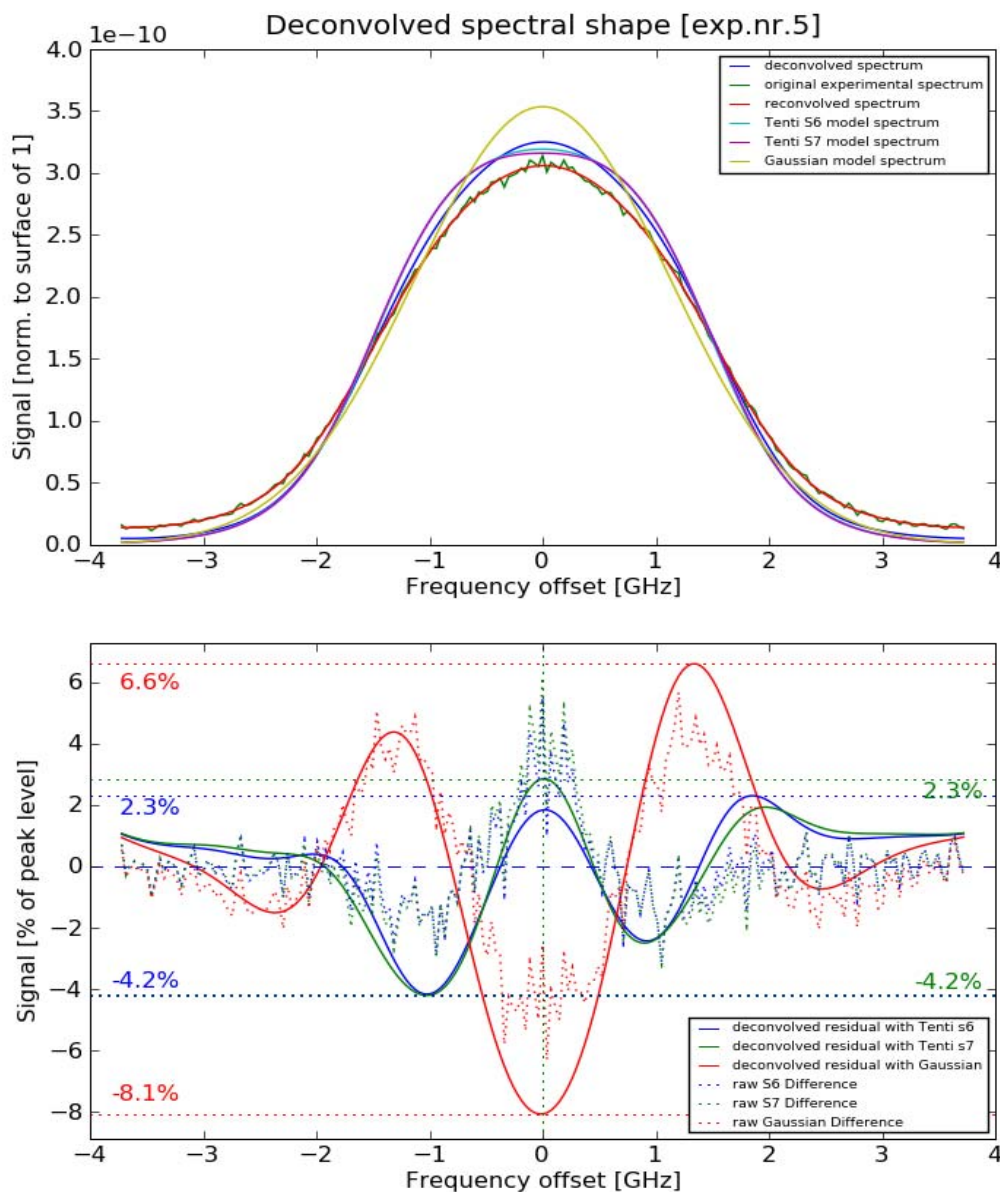 Deconvolved spectral shape [exp.nr.5]
1e−10
4.0
3.5
3.0
2.5
2.0
1.5
1.0
0.5
0.0
Signal [norm. to surface of 1]
deconvolved spectrum
original experimental spectrum
reconvolved spectrum
Tenti S6 model spectrum
Tenti S7 model spectrum
Gaussian model spectrum
−4 −3 −2 −1 0 1 2 3 4
Frequency offset [GHz]
6
4
2
0
−2
−4
−6
−8
Signal [% of peak level]
6.6%
2.3%
2.3%
-4.2%
-4.2%
-8.1%
deconvolved residual with Tenti s6
deconvolved residual with Tenti s7
deconvolved residual with Gaussian
raw S6 Difference
raw S7 Difference
raw Gaussian Difference
−4 −3 −2 −1 0 1 2 3 4
Frequency offset [GHz]